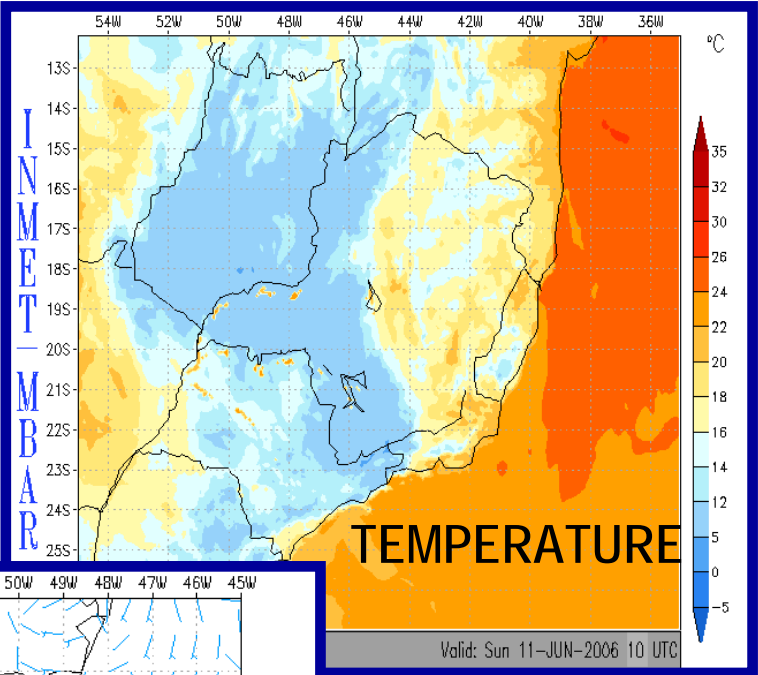 54W 52W 50W 48W 46W 44W 42W 40W 38W 36W
°C
13S
14S
15S
16S
17S
18S
19S
20S
21S
22S
23S
24S
25S
INMET-MBAR
35
32
30
26
24
22
20
18
16
14
12
5
0
-5
TEMPERATURE
50W 49W 48W 47W 46W 45W
Valid: Sun 11-JUN-2006 10 UTC